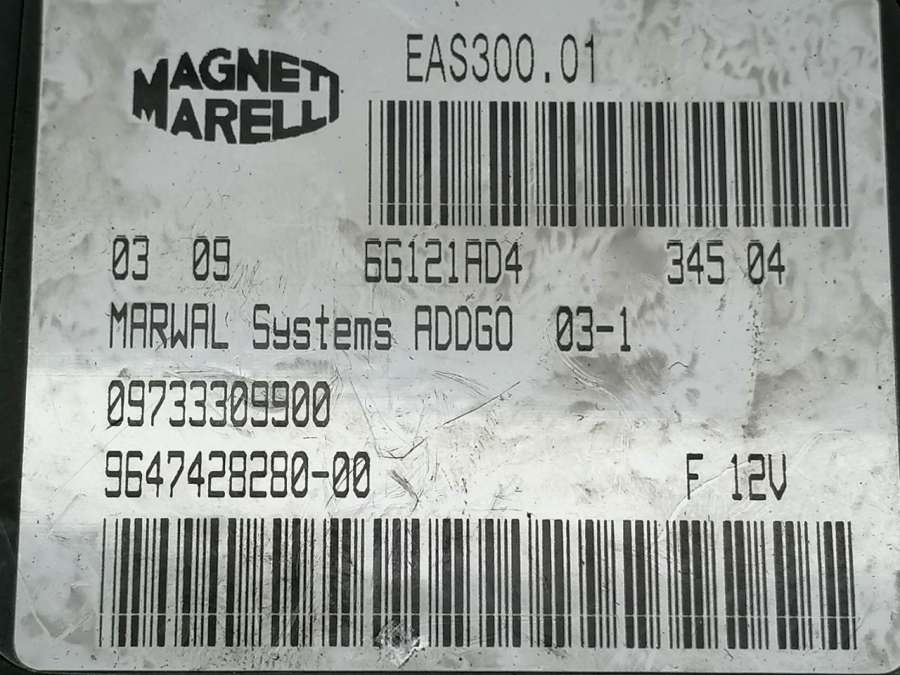 MAGNETI
MARELLI
EAS300.01
03 09 6G121AD4 345 04
MARWAL Systems ADDGO 03-1
09733309900
9647428280-00 F 12V